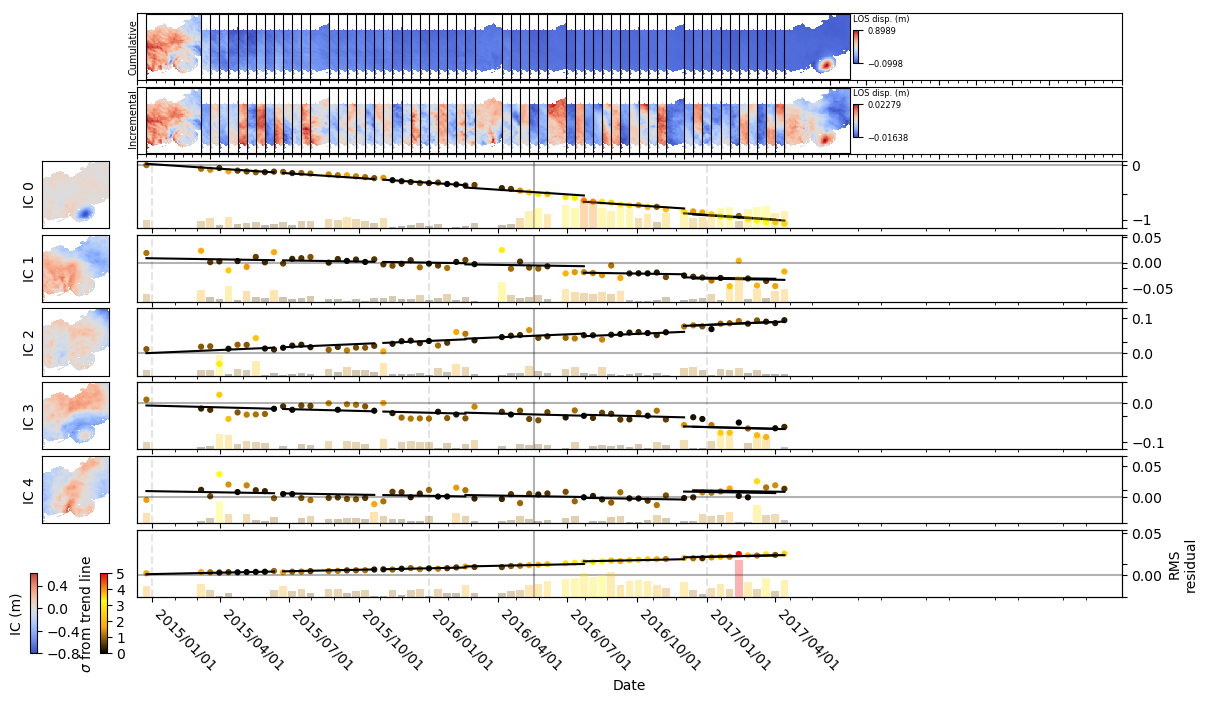 Cumulative
LOS disp. (m)
0.8989
−0.0998
Incremental
LOS disp. (m)
0.02279
−0.01638
IC 0
0
−1
IC 1
0.05
0.00
−0.05
IC 2
0.1
0.0
IC 3
0.0
−0.1
IC 4
0.05
0.00
0.05
0.00
RMS
residual
IC (m)
0.4
0.0
−0.4
−0.8
σ from trend line
5
4
3
2
1
0
2015/01/01
2015/04/01
2015/07/01
2015/10/01
2016/01/01
2016/04/01
2016/07/01
2016/10/01
2017/01/01
2017/04/01
Date